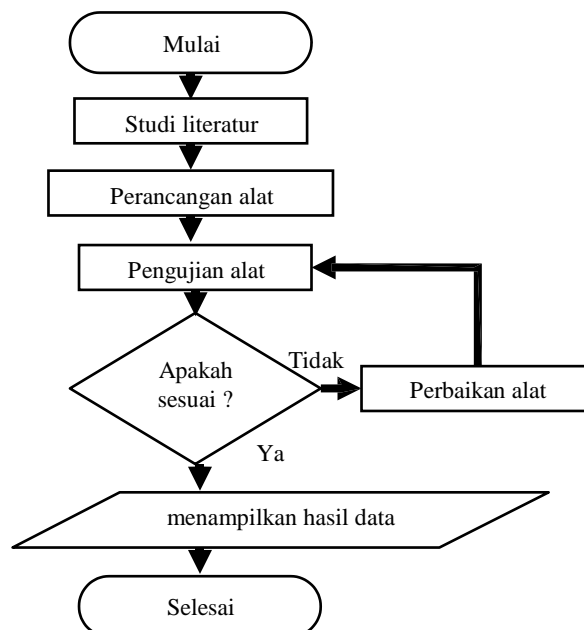 Mulai
Studi literatur
Perancangan alat
Pengujian alat
Apakah
sesuai ?
Tidak
Perbaikan alat
Ya
menampilkan hasil data
Selesai